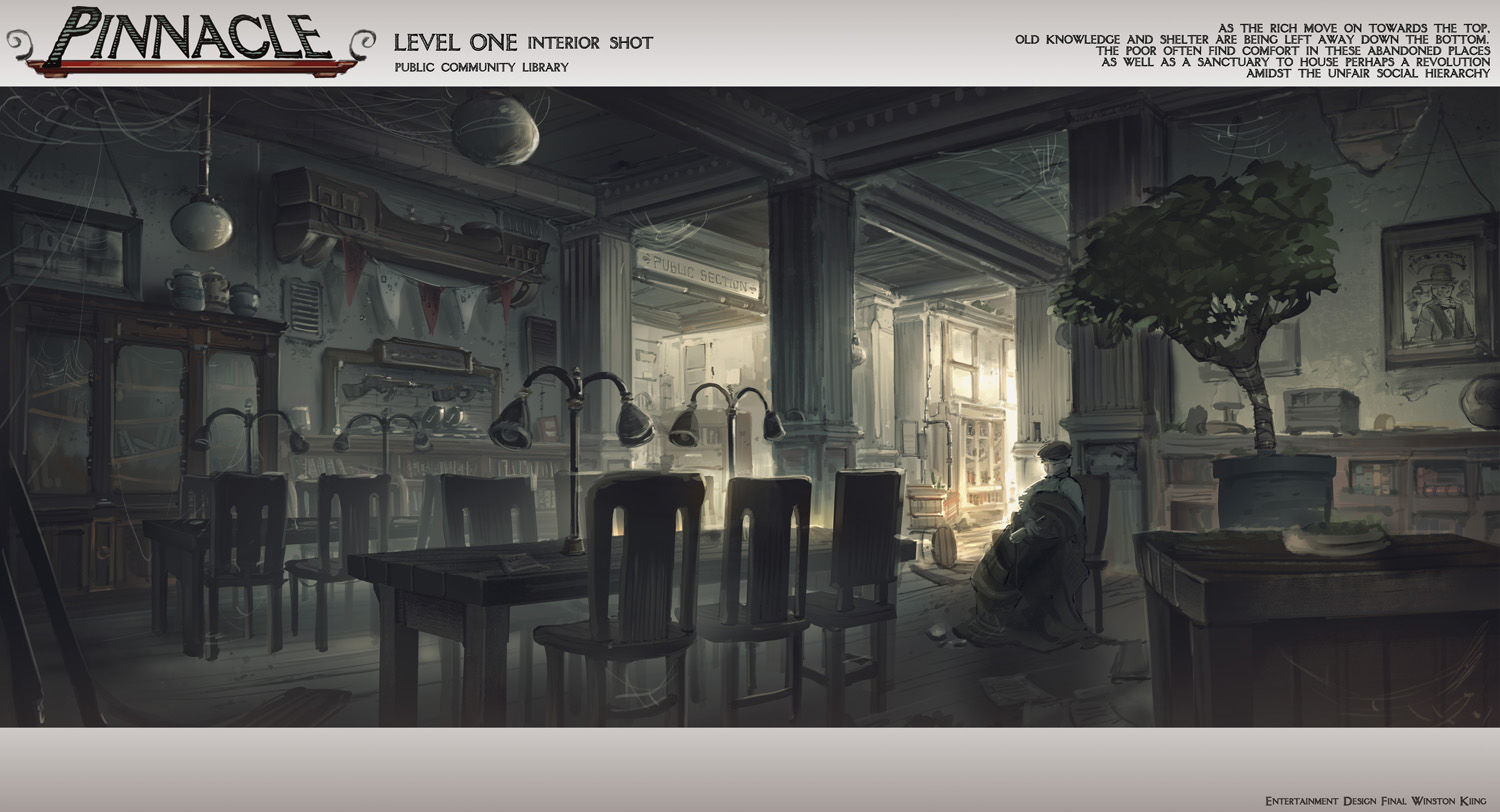 PINNACLE
LEVEL ONE INTERIOR SHOT
PUBLIC COMMUNITY LIBRARY
AS THE RICH MOVE ON TOWARDS THE TOP,
OLD KNOWLEDGE AND SHELTER ARE BEING LEFT AWAY DOWN THE BOTTOM.
THE POOR OFTEN FIND COMFORT IN THESE ABANDONED PLACES
AS WELL AS A SANCTUARY TO HOUSE PERHAPS A REVOLUTION
AMIDST THE UNFAIR SOCIAL HIERARCHY
PUBLIC SECTION
ENTERTAINMENT DESIGN FINAL WINSTON KIING